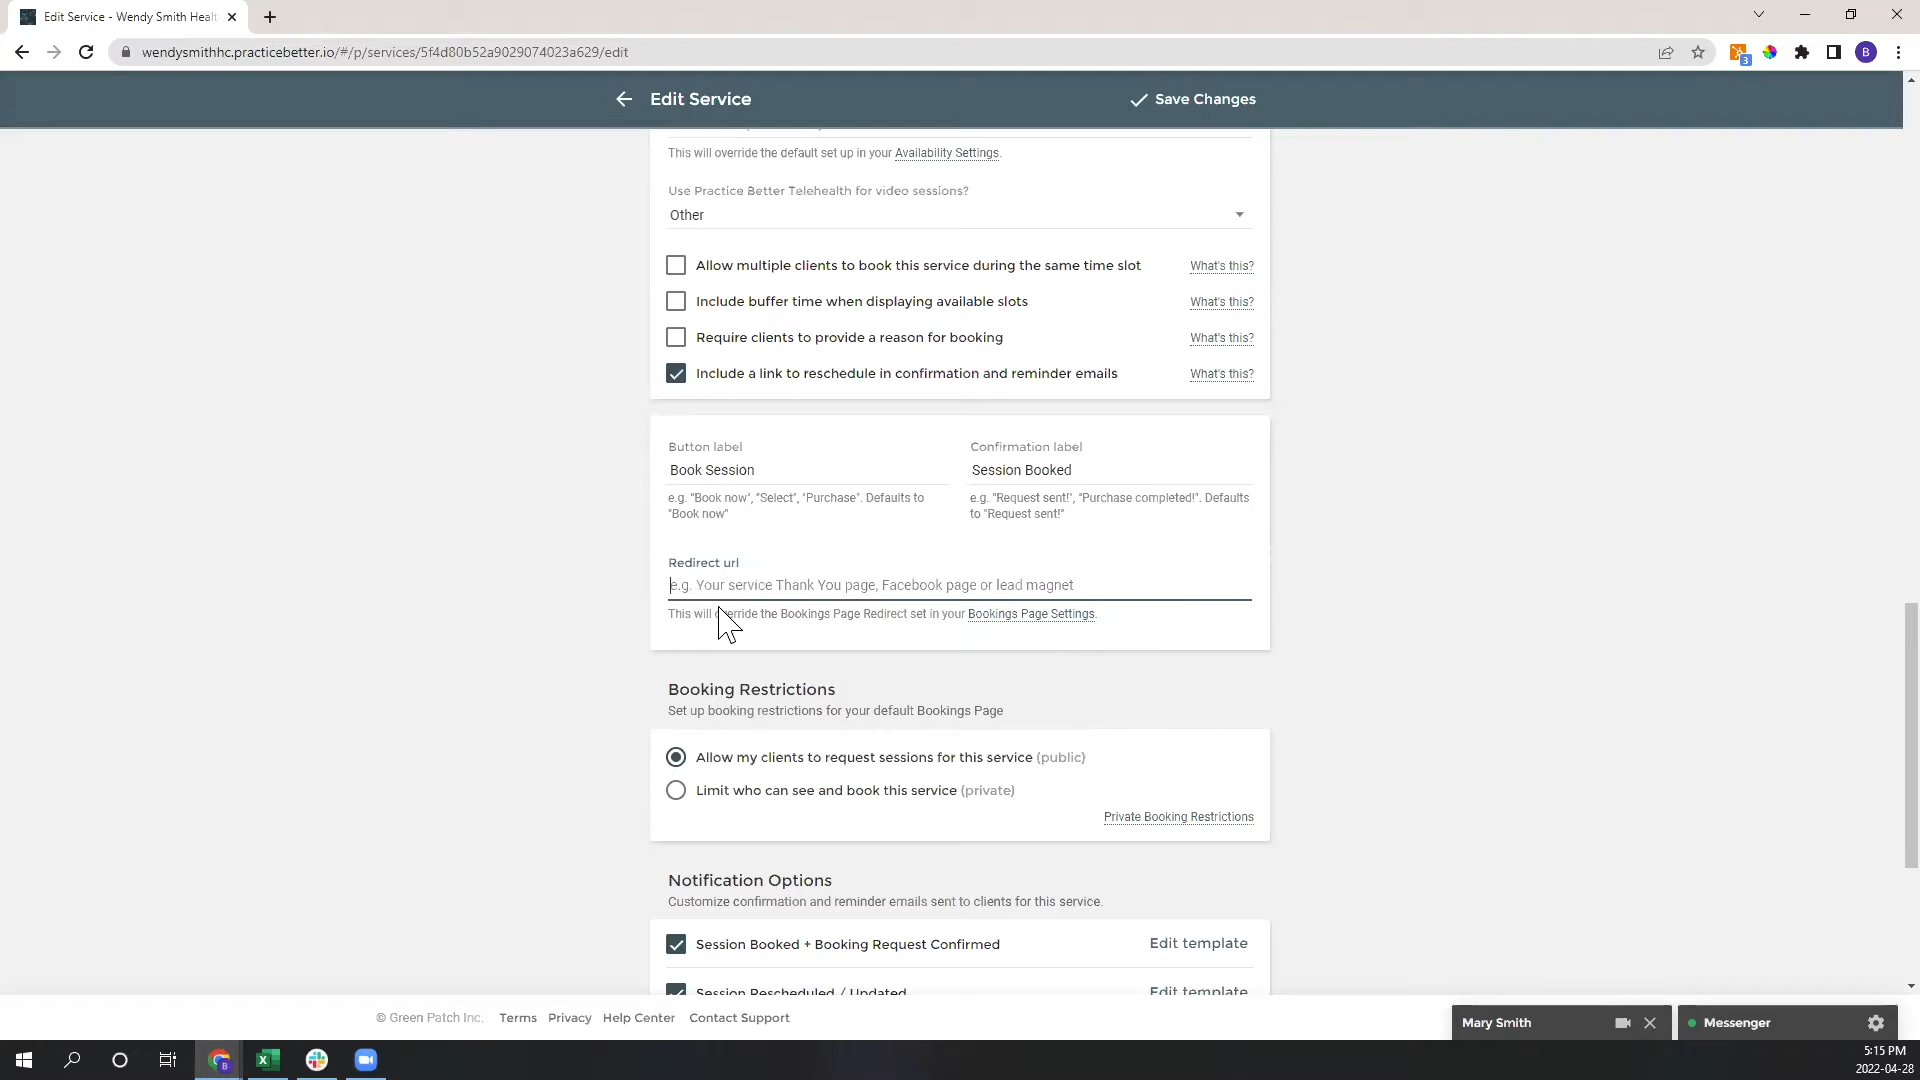 Edit Service - Wendy Smith Healt
wendysmithhc.practicebetter.io/#/p/services/5f4d80b52a9029074023a629/edit
3
B
Edit Service
Save Changes
This will override the default set up in your Availability Settings.
Use Practice Better Telehealth for video sessions?
Other
Allow multiple clients to book this service during the same time slot What's this?
Include buffer time when displaying available slots What's this?
Require clients to provide a reason for booking What's this?
Include a link to reschedule in confirmation and reminder emails What's this?
Button label
Book Session
e.g. "Book now", "Select", "Purchase". Defaults to
"Book now"
Confirmation label
Session Booked
e.g. "Request sent!", "Purchase completed!". Defaults
to "Request sent!"
Redirect url
e.g. Your service Thank You page, Facebook page or lead magnet
This will override the Bookings Page Redirect set in your Bookings Page Settings.
Booking Restrictions
Set up booking restrictions for your default Bookings Page
Allow my clients to request sessions for this service (public)
Limit who can see and book this service (private)
Private Booking Restrictions
Notification Options
Customize confirmation and reminder emails sent to clients for this service.
Session Booked + Booking Request Confirmed Edit template
Session Rescheduled / Updated Edit template
© Green Patch Inc. Terms Privacy Help Center Contact Support
Mary Smith
Messenger
5:15 PM
2022-04-28